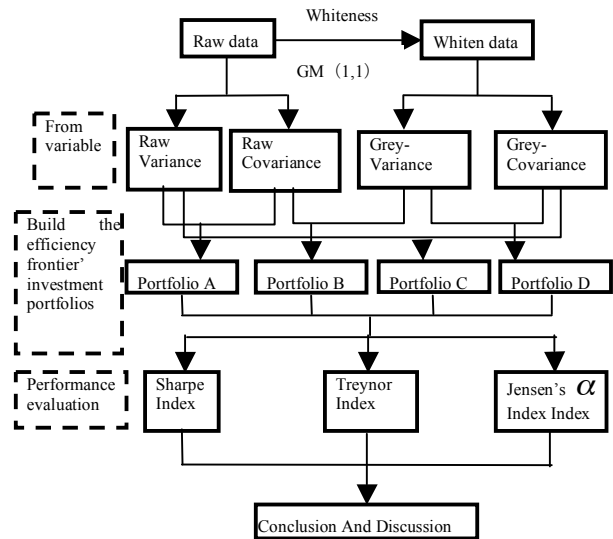 Whiteness
Raw data
Whiten data
GM（1,1）
From
variable
Raw
Variance
Raw
Covariance
Grey-
Variance
Grey-
Covariance
Build the
efficiency
frontier’
investment
portfolios
Portfolio A
Portfolio B
Portfolio C
Portfolio D
Performance
evaluation
Sharpe
Index
Treynor
Index
Jensen’s α
Index Index
Conclusion And Discussion